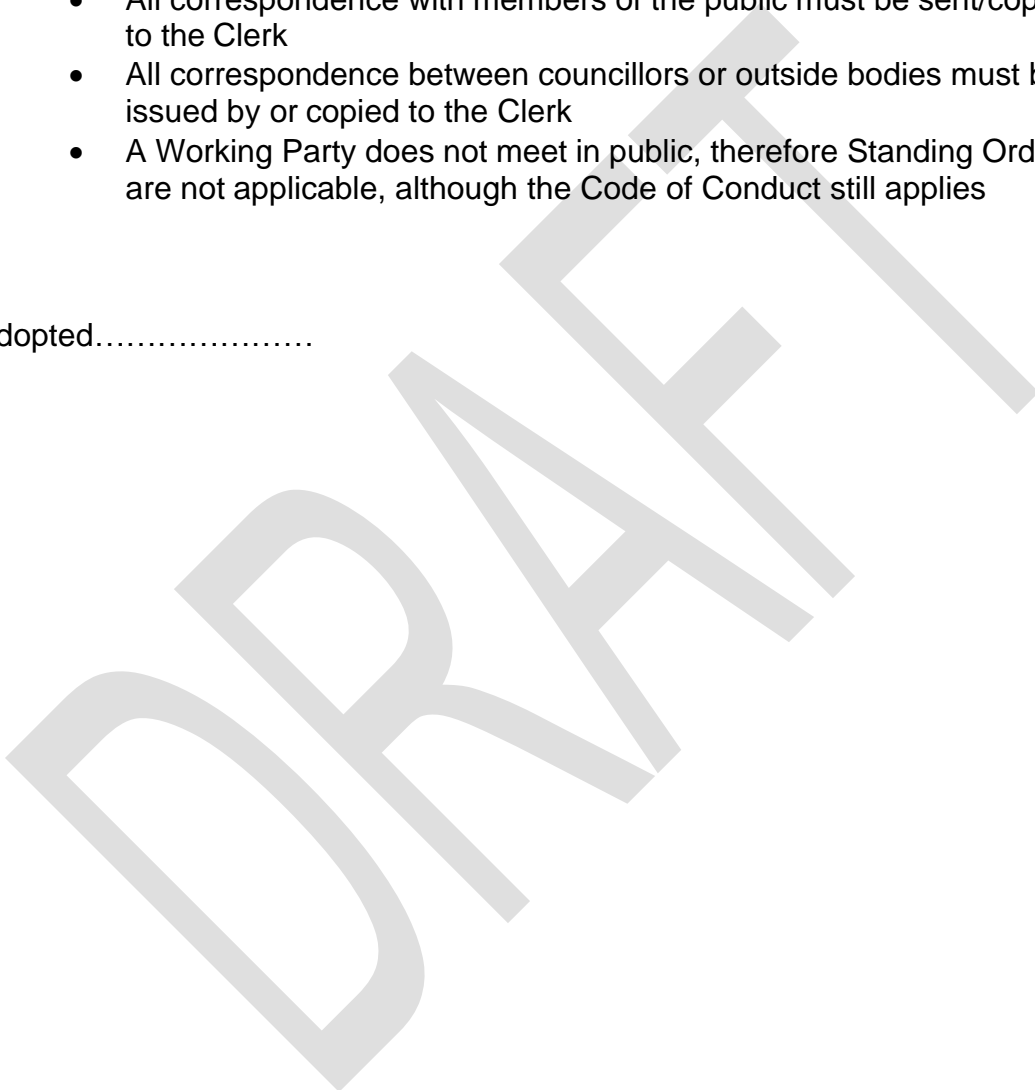 • All correspondence with members of the public must be sent/cop
to the Clerk
• All correspondence between councillors or outside bodies must b
issued by or copied to the Clerk
• A Working Party does not meet in public, therefore Standing Ord
are not applicable, although the Code of Conduct still applies
dopted…………………
DRAFT